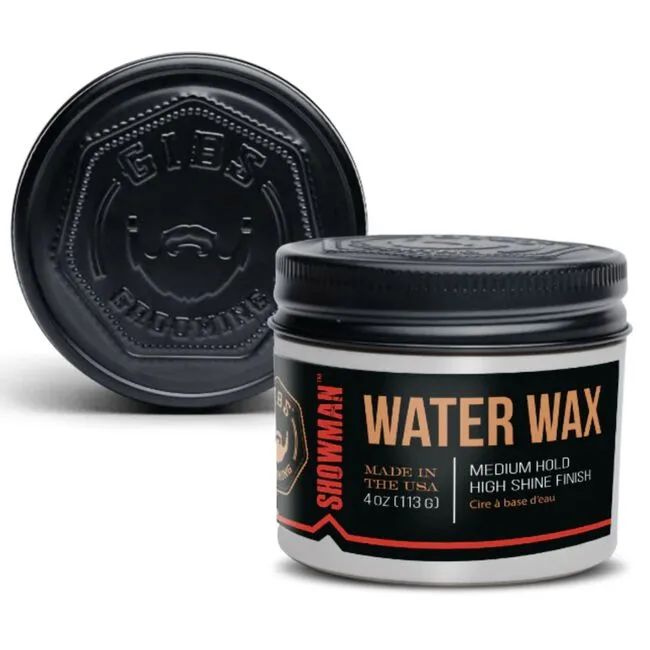 GIBS
GROOMING
SHOWMAN™
WATER WAX
MADE IN
THE USA
4 OZ (113 G)
MEDIUM HOLD
HIGH SHINE FINISH
Cire à base d'eau